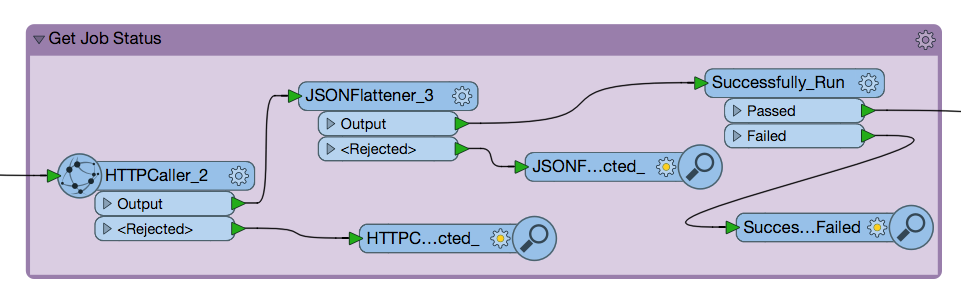 Get Job Status
JSONFlattener_3
Output
<Rejected>
Successfully_Run
Passed
Failed
JSONF...cted_
HTTPCaller_2
Output
<Rejected>
HTTPC...cted_
Succes...Failed